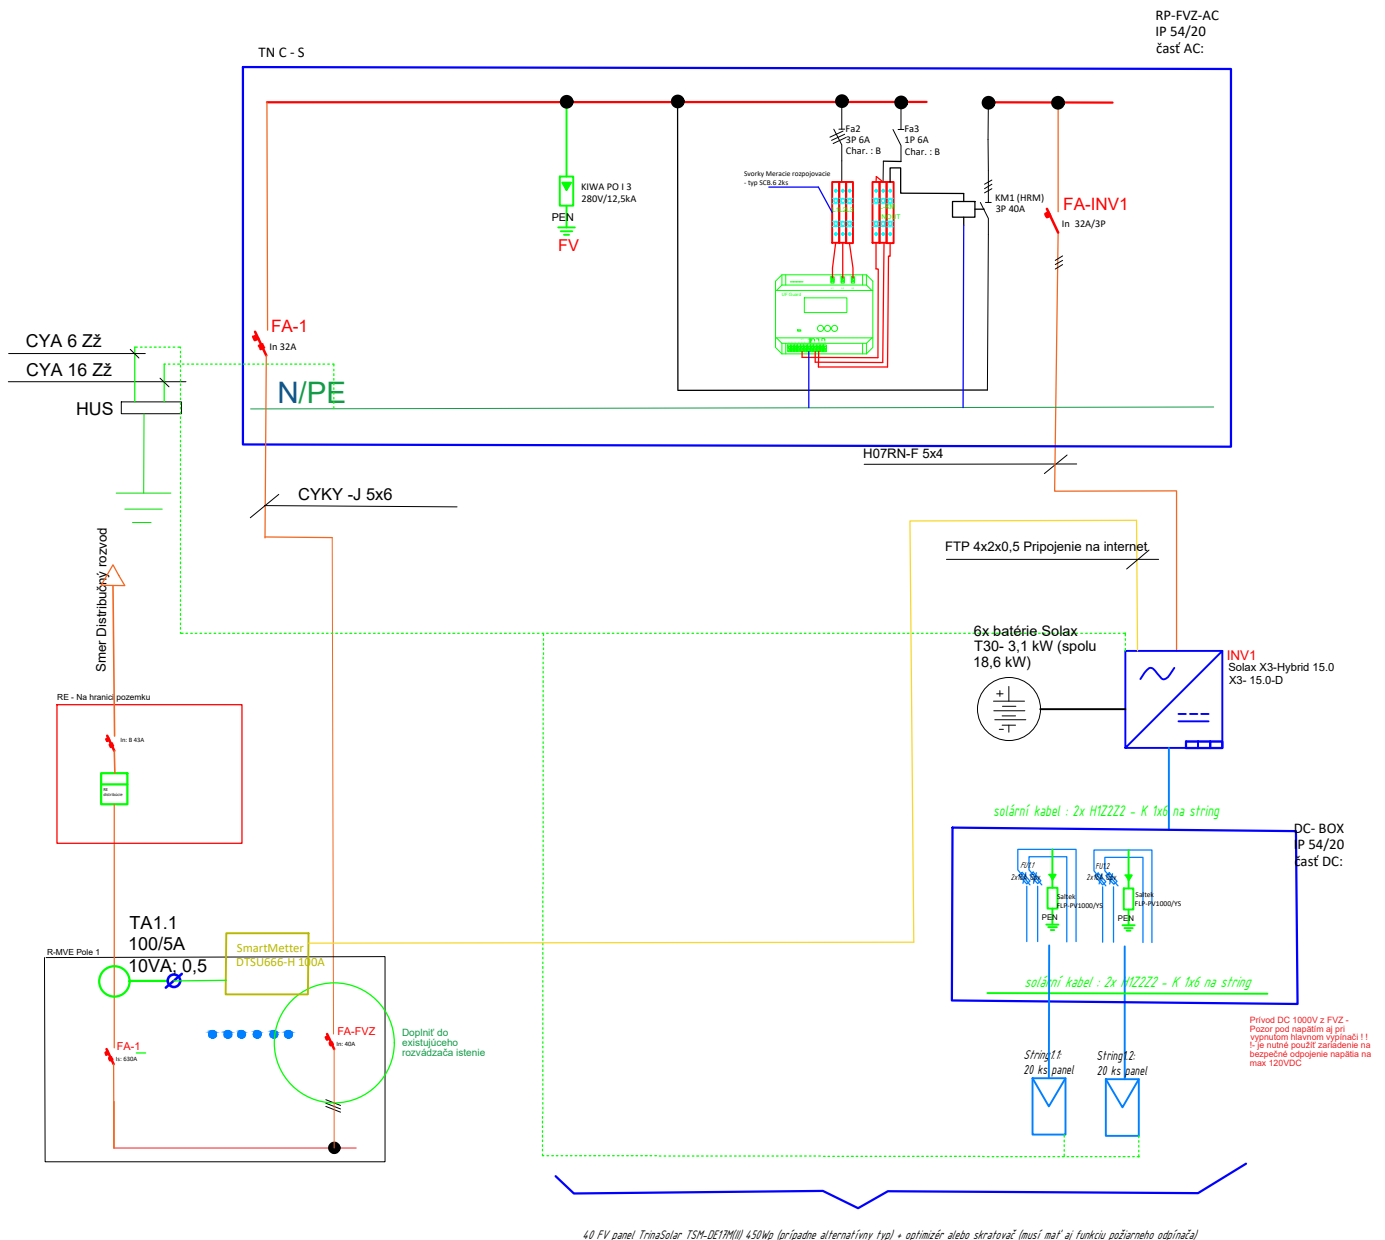 RP-FVZ-AC
IP 54/20
časť AC:
TN C - S
Fa2
3P 6A
Char. : B
Fa3
1P 6A
Char. : B
Svorky Meracie rozpojovacie
- typ SCB.6 2ks
KIWA PO I 3
280V/12,5kA
PEN
FV
KM1 (HRM)
3P 40A
FA-INV1
In 32A/3P
FA-1
In 32A
CYA 6 Zž
CYA 16 Zž
HUS
N/PE
H07RN-F 5x4
CYKY -J 5x6
FTP 4x2x0,5 Pripojenie na internet
Smer Distribučný rozvod
6x batérie Solax
T30- 3,1 kW (spolu
18,6 kW)
INV1
Solax X3-Hybrid 15.0
X3- 15.0-D
RE - Na hranici pozemku
In: B 43A
solární kabel : 2x H1Z2Z2 - K 1x6 na string
DC- BOX
IP 54/20
časť DC:
FU1.1
FU1.2
Saltek
FLP-PV1000/YS
PEN
Saltek
FLP-PV1000/YS
PEN
TA1.1
100/5A
10VA; 0,5
R-MVE Pole 1
SmartMetter
DTSU666-H 100A
solární kabel : 2x H1Z2Z2 - K 1x6 na string
FA-1
Is: 630A
FA-FVZ
In: 40A
Doplniť do
existujúceho
rozvádzača istenie
Prívod DC 1000V z FVZ -
Pozor pod napätím aj pri
vypnutom hlavnom vypínači ! !
!- je nutné použiť zariadenie na
bezpečné odpojenie napätia na
max 120VDC
String1.1:
20 ks panel
String1.2:
20 ks panel
40 FV panel TrinaSolar TSM-DE17M(II) 450Wp (prípadne alternatívny typ) + optimizér alebo skratovač (musí mať aj funkciu požiarneho odpínača)